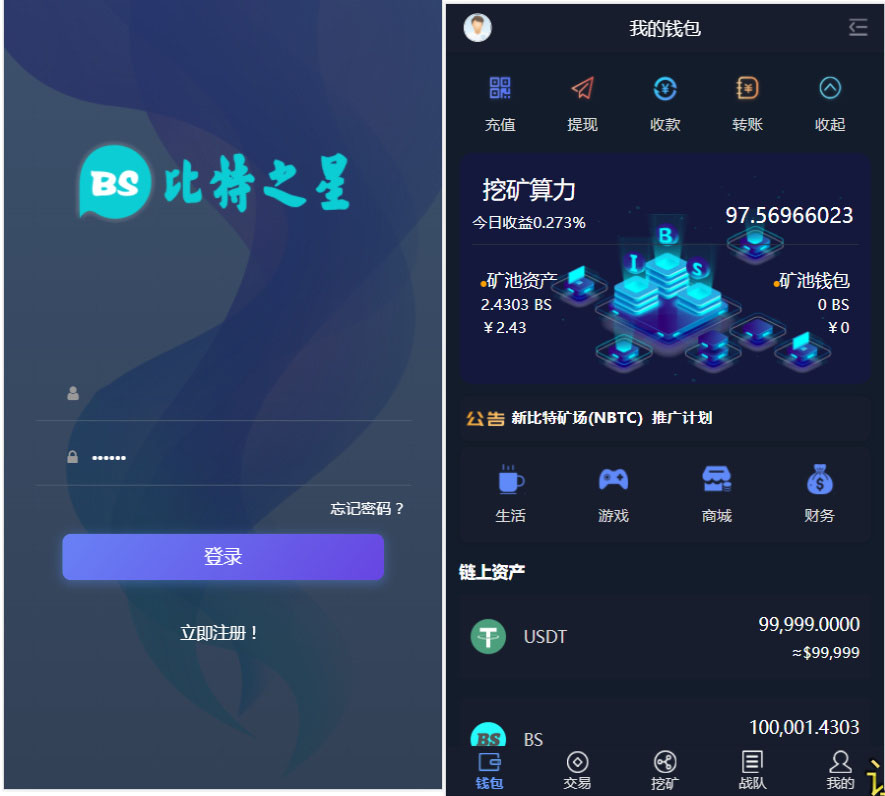 BS 比特之星
••••••
忘记密码？
登录
立即注册！
我的钱包
充值 提现 收款 转账 收起
挖矿算力
今日收益0.273%
97.56966023
B
I S
矿池资产
2.4303 BS
¥2.43
矿池钱包
0 BS
¥0
公告 新比特矿场(NBTC) 推广计划
生活 游戏 商城 财务
链上资产
USDT
99,999.0000
≈$99,999
BS BS
100,001.4303
钱包 交易 挖矿 战队 我的